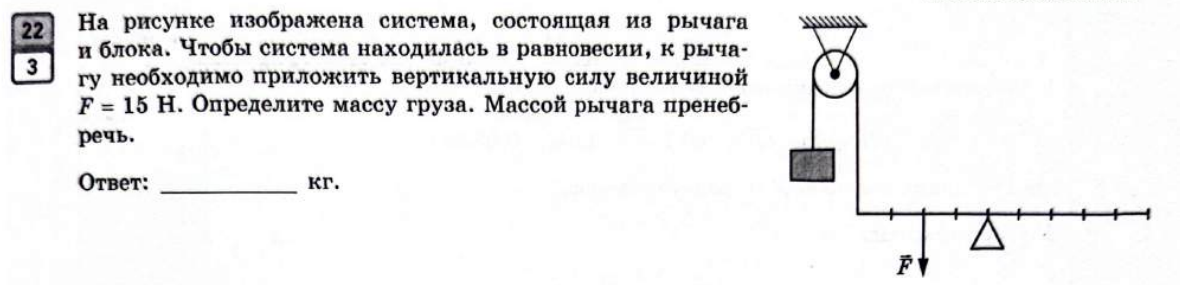 22
3
На рисунке изображена система, состоящая из рычага
и блока. Чтобы система находилась в равновесии, к рыча-
гу необходимо приложить вертикальную силу величиной
F = 15 Н. Определите массу груза. Массой рычага пренеб-
речь.
Ответ: ____________ кг.
F